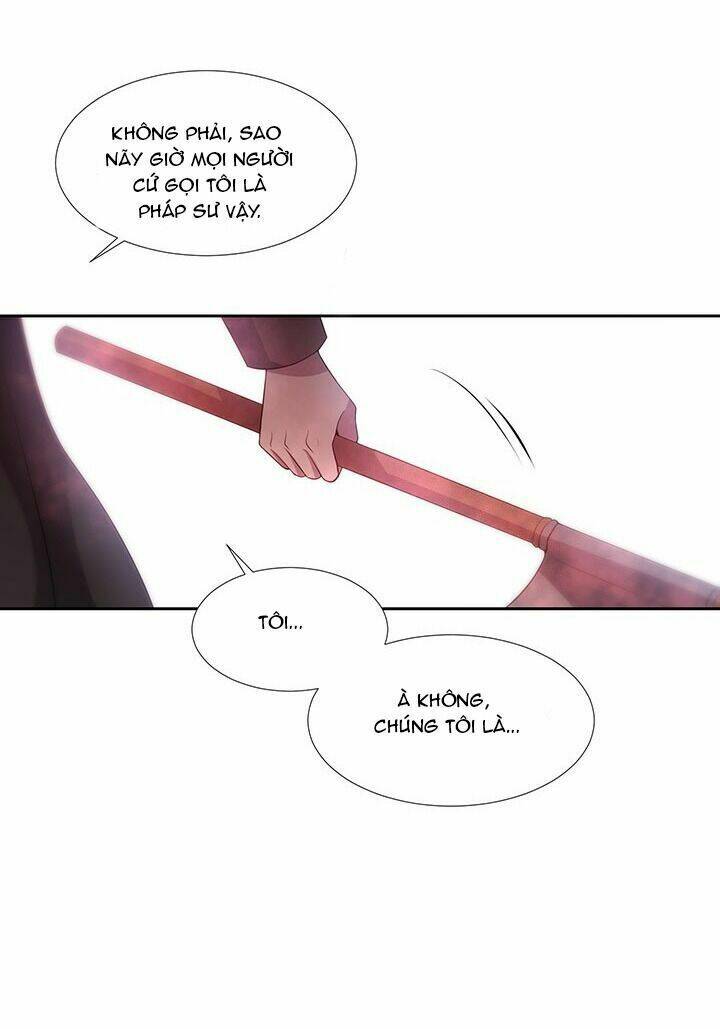 KHÔNG PHẢI, SAO
NÃY GIỜ MỌI NGƯỜI
CỨ GỌI TÔI LÀ
PHÁP SƯ VẬY.
TÔI...
À KHÔNG,
CHÚNG TÔI LÀ...